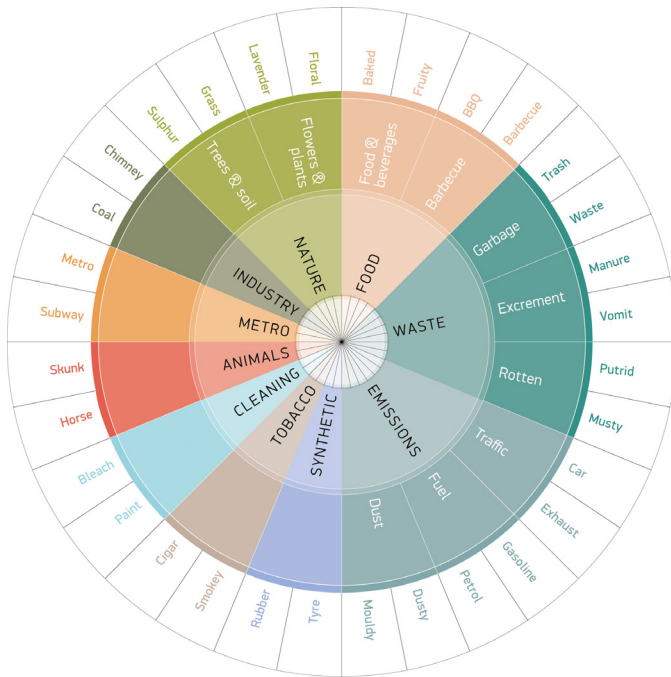 Baked
Fruity
BBQ
Barbecue
Trash
Waste
Manure
Vomit
Putrid
Musty
Car
Exhaust
Gasoline
Petrol
Dusty
Mouldy
Tyre
Rubber
Smokey
Cigar
Paint
Bleach
Horse
Skunk
Subway
Metro
Coal
Chimney
Sulphur
Grass
Lavender
Floral
Food &
beverages
Barbecue
Garbage
Excrement
Rotten
Traffic
Fuel
Dust
Trees & soil
Flowers &
plants
FOOD
WASTE
EMISSIONS
SYNTHETIC
TOBACCO
CLEANING
ANIMALS
METRO
INDUSTRY
NATURE